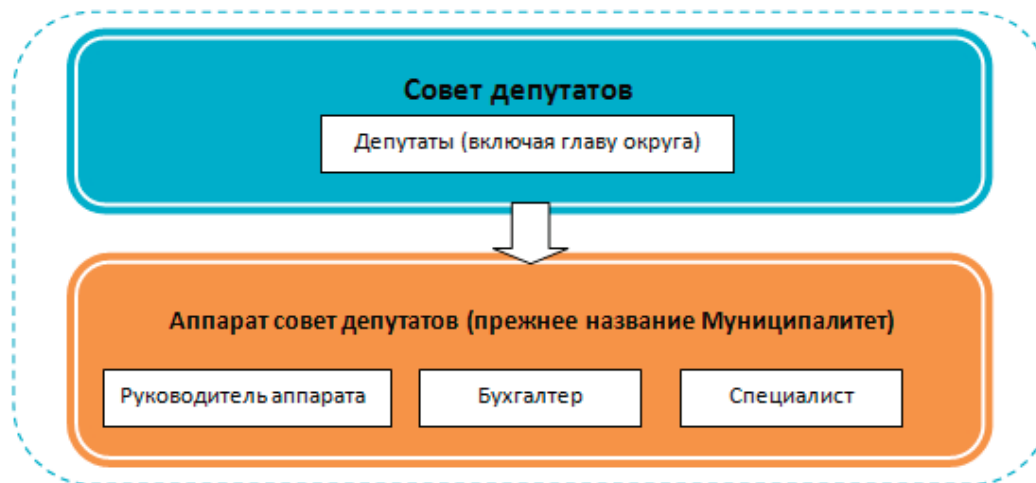 Совет депутатов
Депутаты (включая главу округа)
Аппарат совет депутатов (прежнее название Муниципалитет)
Руководитель аппарата
Бухгалтер
Специалист